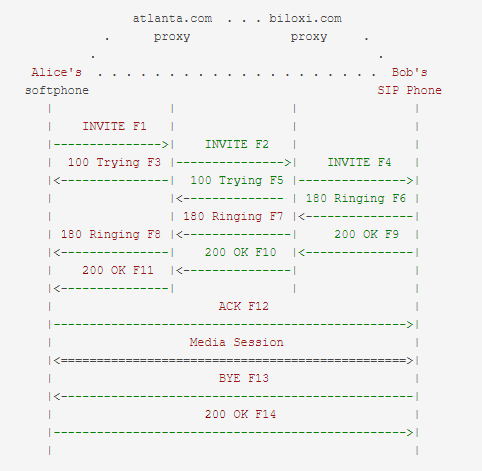 atlanta.com . . . biloxi.com
. proxy proxy .
. .
Alice's . . . . . . . . . . . . . . . . . . . . Bob's
softphone SIP Phone
| | | |
| INVITE F1 | | |
|--------------->| INVITE F2 | |
| 100 Trying F3 |--------------->| INVITE F4 |
|<---------------| 100 Trying F5 |--------------->|
| |<-------------- | 180 Ringing F6 |
| | 180 Ringing F7 |<---------------|
| 180 Ringing F8 |<---------------| 200 OK F9 |
|<---------------| 200 OK F10 |<---------------|
| 200 OK F11 |<---------------| |
|<---------------| | |
| ACK F12 |
|------------------------------------------------->|
| Media Session |
|<================================================>|
| BYE F13 |
|<-------------------------------------------------|
| 200 OK F14 |
|------------------------------------------------->|
| |